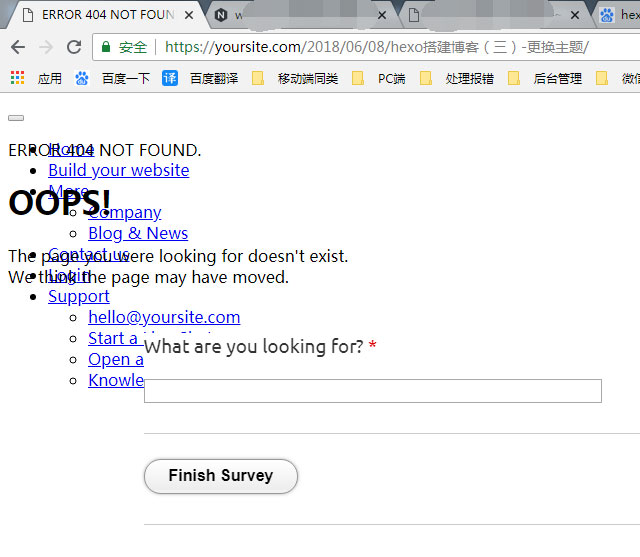 ERROR 404 NOT FOUN
w
hex
安全 https://yoursite.com/2018/06/08/hexo搭建博客（三）-更换主题/
应用 百度一下 译 百度翻译 移动端同类 PC端 处理报错 后台管理 微信
ERROR 404 NOT FOUND.
Home
Build your website
More
OOPS!
Company
Blog & News
The page you were looking for doesn't exist.
Contact us
We think the page may have moved.
Login
Support
hello@yoursite.com
Start a Live Chat
Open a
Knowle
What are you looking for? *
Finish Survey